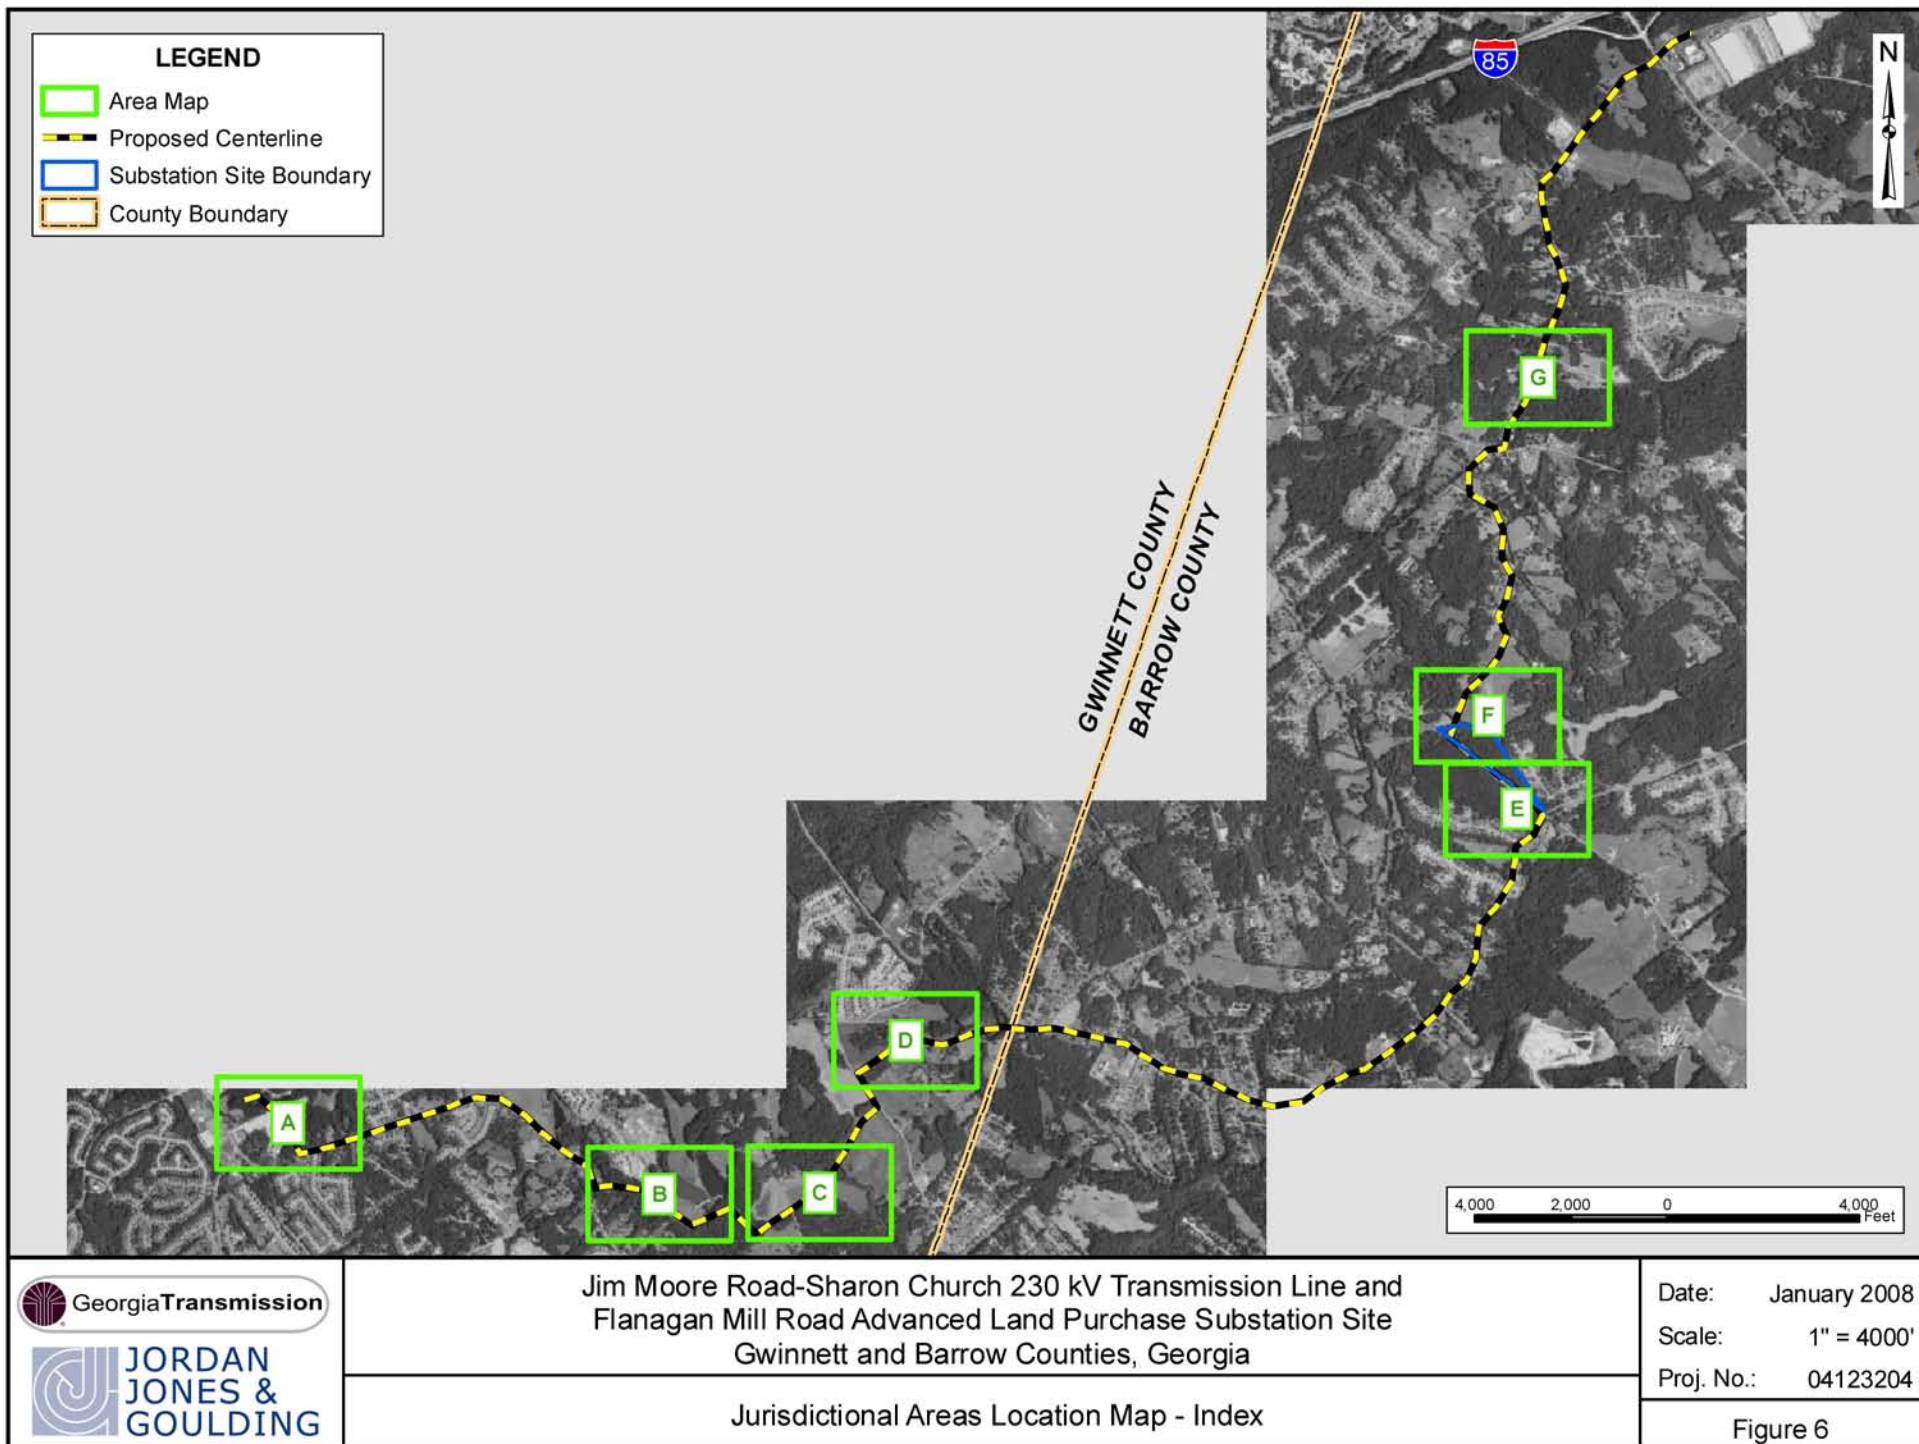 LEGEND
Area Map
Proposed Centerline
Substation Site Boundary
County Boundary
85
N
G
GWINNETT COUNTY
BARROW COUNTY
F
E
D
A
B
C
4,000 2,000 0 4,000
Feet
GeorgiaTransmission
JORDAN
JONES &
GOULDING
Jim Moore Road-Sharon Church 230 kV Transmission Line and
Flanagan Mill Road Advanced Land Purchase Substation Site
Gwinnett and Barrow Counties, Georgia
Jurisdictional Areas Location Map - Index
Date: January 2008
Scale: 1" = 4000'
Proj. No.: 04123204
Figure 6